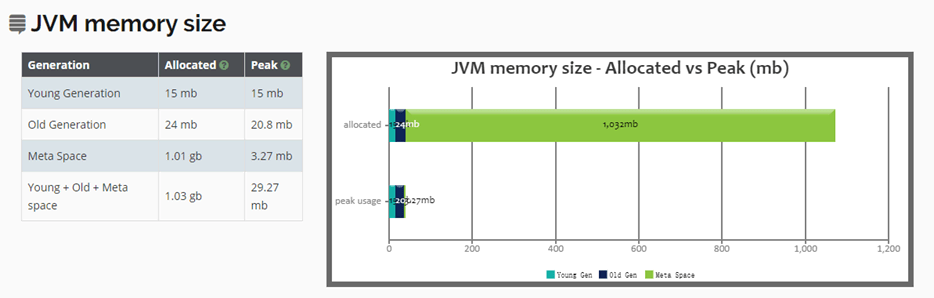 JVM memory size
Generation Allocated ? Peak ?
Young Generation 15 mb 15 mb
Old Generation 24 mb 20.8 mb
Meta Space 1.01 gb 3.27 mb
Young + Old + Meta space 1.03 gb 29.27 mb
JVM memory size - Allocated vs Peak (mb)
allocated 24mb 1,032mb
peak usage
0 200 400 600 800 1,000 1,200
Young Gen Old Gen Meta Space